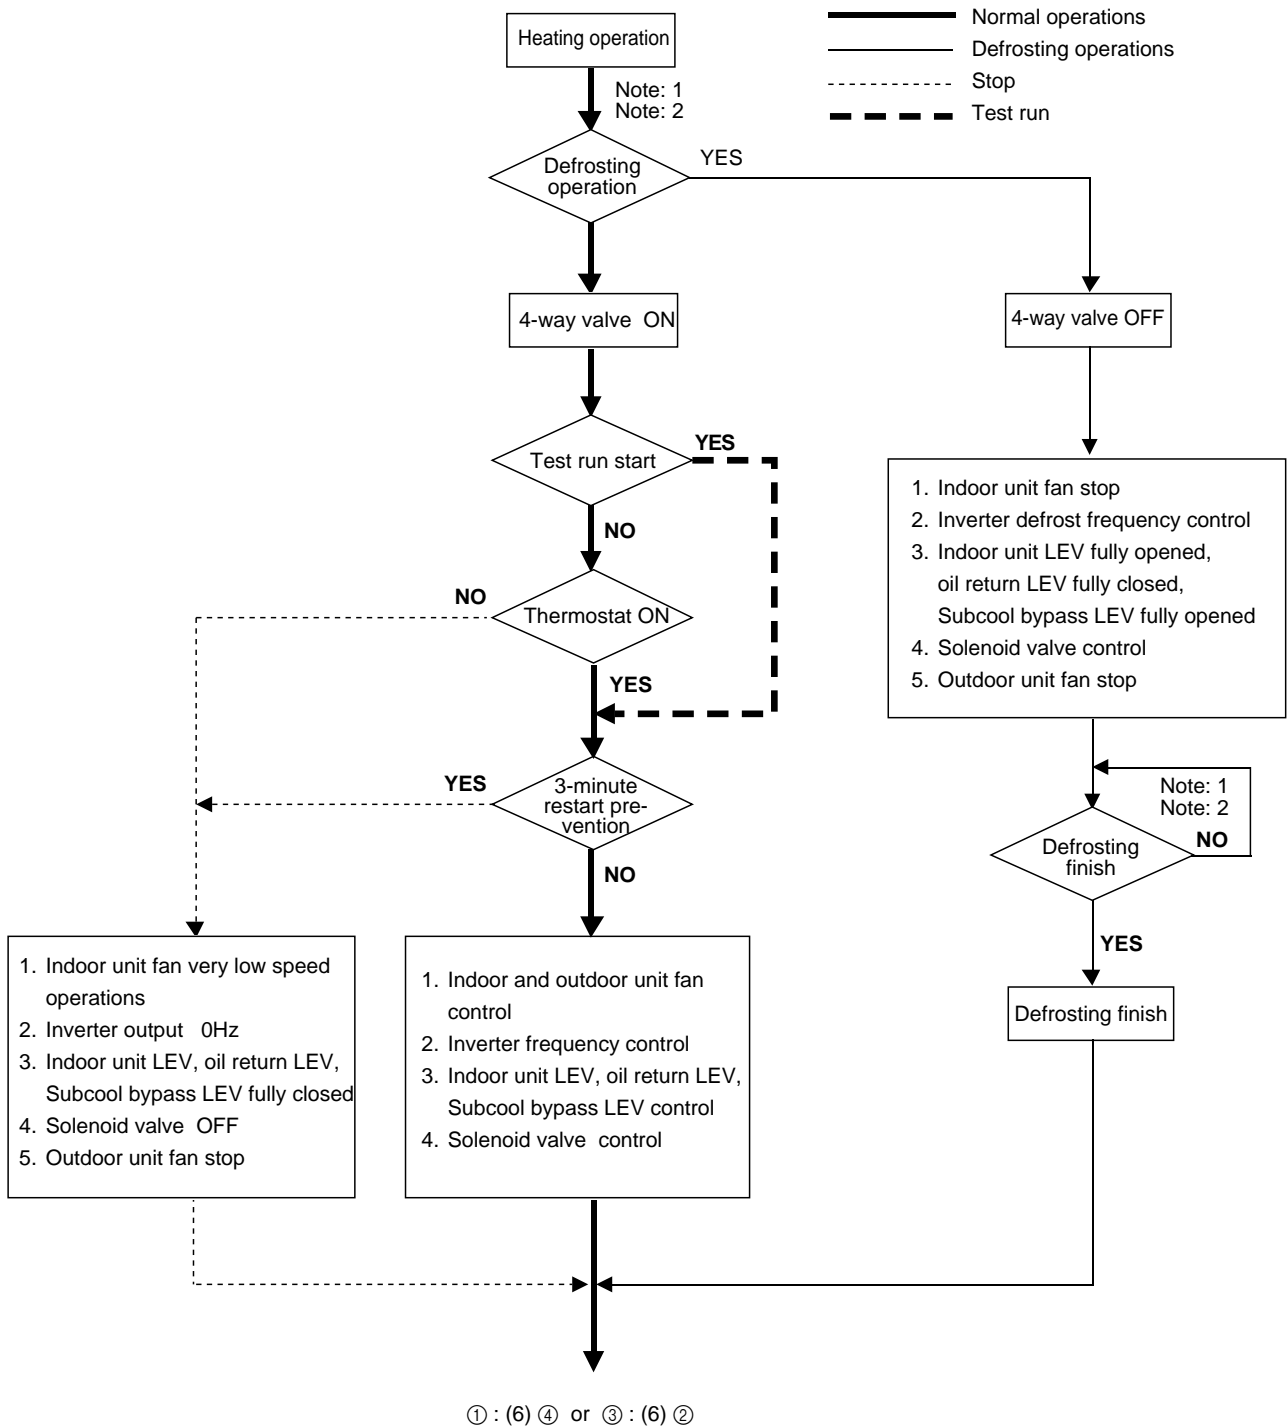 Normal operations
Defrosting operations
Stop
Test run
Heating operation
Note: 1
Note: 2
Defrosting
operation
YES
4-way valve  ON
4-way valve OFF
Test run start
YES
NO
Thermostat ON
NO
YES
3-minute
restart pre-
vention
YES
NO
1. Indoor unit fan stop
2. Inverter defrost frequency control
3. Indoor unit LEV fully opened,
oil return LEV fully closed,
Subcool bypass LEV fully opened
4. Solenoid valve control
5. Outdoor unit fan stop
Note: 1
Note: 2
Defrosting
finish
NO
YES
Defrosting finish
1. Indoor unit fan very low speed
operations
2. Inverter output   0Hz
3. Indoor unit LEV, oil return LEV,
Subcool bypass LEV fully closed
4. Solenoid valve  OFF
5. Outdoor unit fan stop
1. Indoor and outdoor unit fan
control
2. Inverter frequency control
3. Indoor unit LEV, oil return LEV,
Subcool bypass LEV control
4. Solenoid valve  control
① : (6) ④  or  ③ : (6) ②